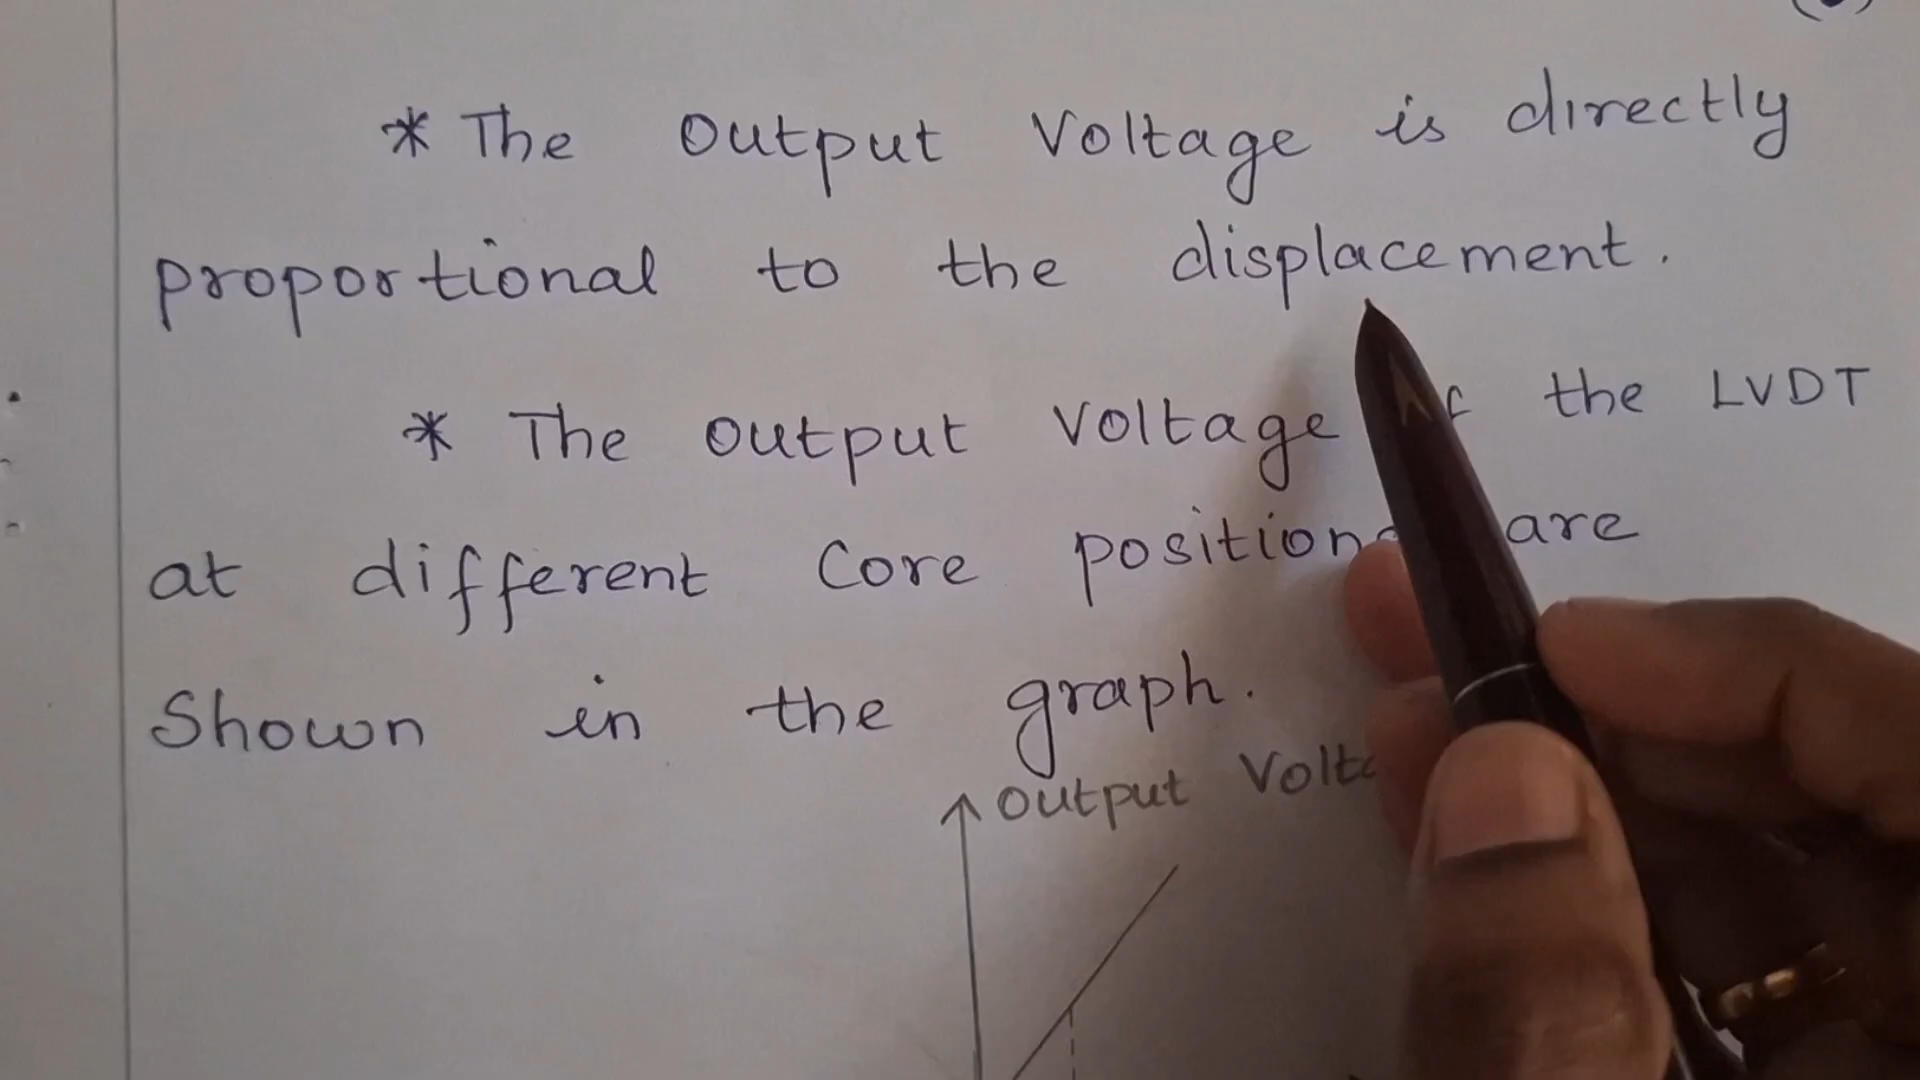 * The output Voltage is directly
proportional to the displacement.
* The output Voltage the LVDT
at different Core positions are
Shown in the graph.
output